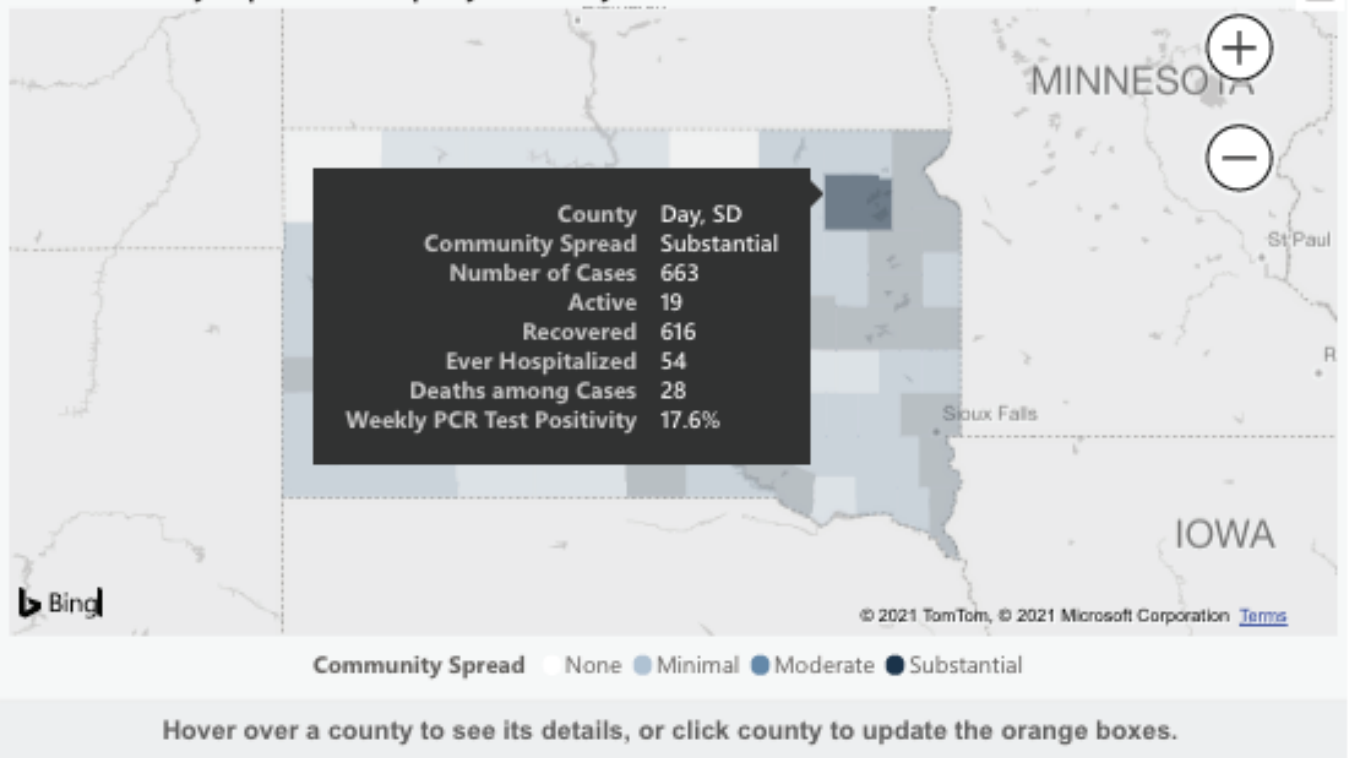 MINNESOTA
County Day, SD
Community Spread Substantial
Number of Cases 663
Active 19
Recovered 616
Ever Hospitalized 54
Deaths among Cases 28
Weekly PCR Test Positivity 17.6%
St Paul
R
Sioux Falls
IOWA
Bing
© 2021 TomTom, © 2021 Microsoft Corporation Terms
Community Spread None Minimal Moderate Substantial
Hover over a county to see its details, or click county to update the orange boxes.